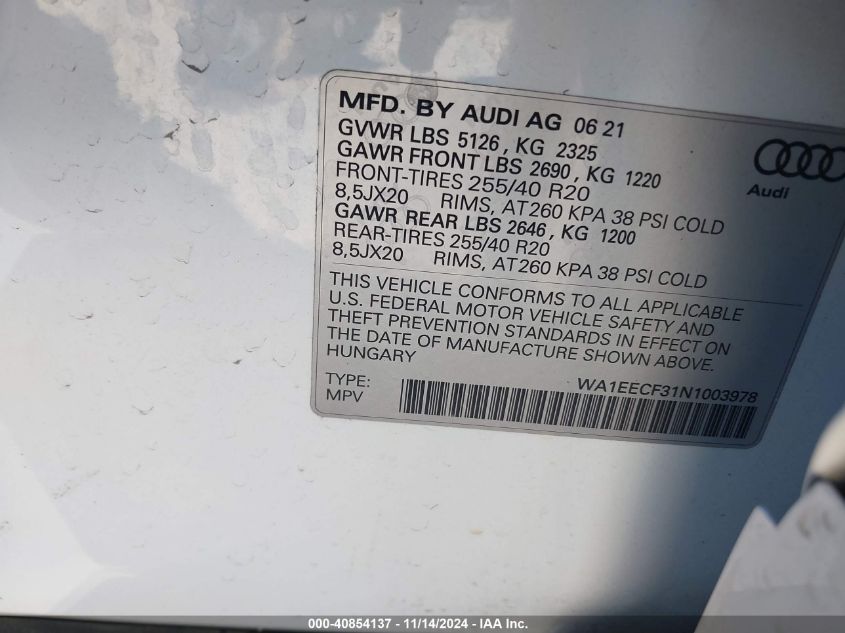 MFD. BY AUDI AG 06 21
GVWR LBS 5126, KG 2325
GAWR FRONT LBS 2690, KG 1220
FRONT-TIRES 255/40 R20
8,5JX20 RIMS, AT260 KPA 38 PSI COLD
GAWR REAR LBS 2646, KG 1200
REAR-TIRES 255/40 R20
8,5JX20 RIMS, AT260 KPA 38 PSI COLD
Audi
THIS VEHICLE CONFORMS TO ALL APPLICABLE
U.S. FEDERAL MOTOR VEHICLE SAFETY AND
THEFT PREVENTION STANDARDS IN EFFECT ON
THE DATE OF MANUFACTURE SHOWN ABOVE.
HUNGARY
WA1EECF31N1003978
TYPE:
MPV
000-40854137 - 11/14/2024 - IAA Inc.